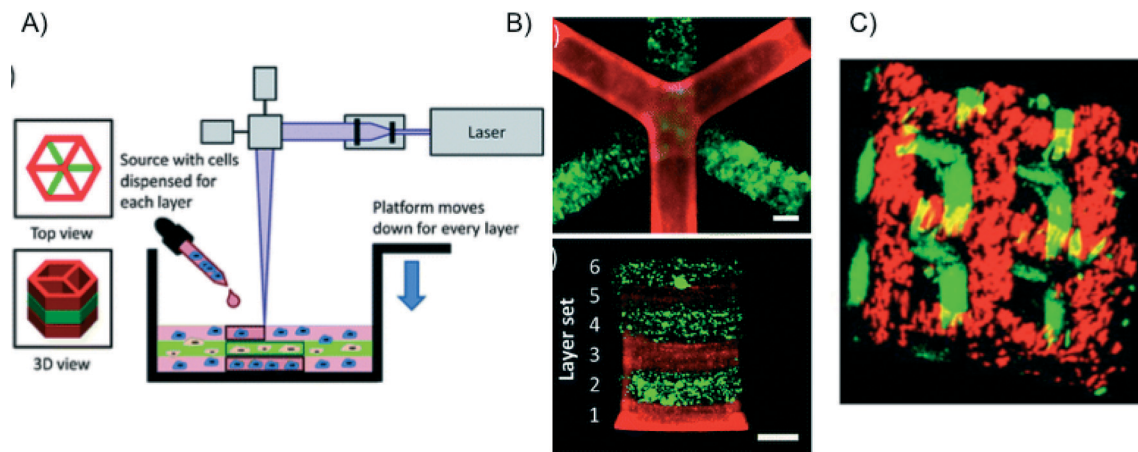 A)
B)
C)
)
Laser
Source with cells
dispensed for
each layer
Top view
Platform moves
down for every layer
3D view
)
)
Layer set
6
5
4
3
2
1